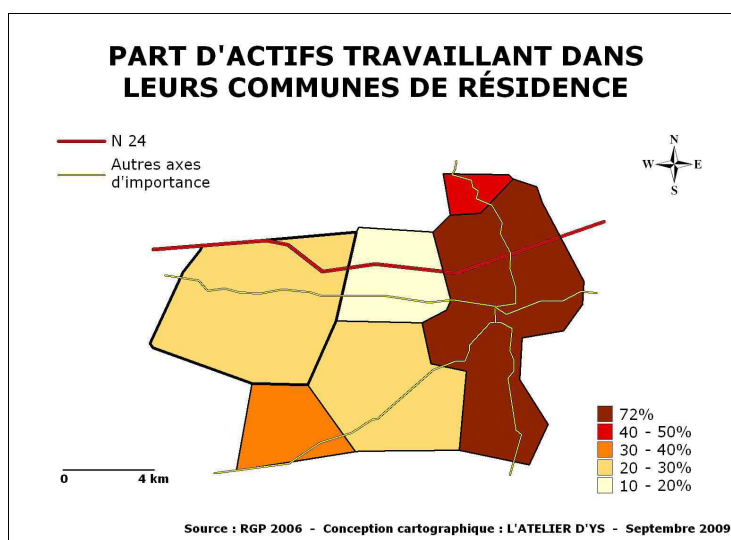 PART D'ACTIFS TRAVAILLANT DANS
LEURS COMMUNES DE RÉSIDENCE
N 24
Autres axes
d'importance
N
W E
S
72%
40 - 50%
30 - 40%
20 - 30%
10 - 20%
0 4 km
Source : RGP 2006 - Conception cartographique : L'ATELIER D'YS - Septembre 2009